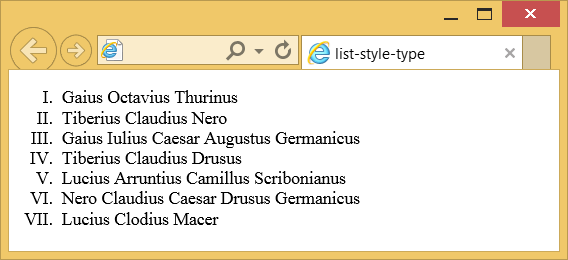 list-style-type
I. Gaius Octavius Thurinus
II. Tiberius Claudius Nero
III. Gaius Iulius Caesar Augustus Germanicus
IV. Tiberius Claudius Drusus
V. Lucius Arruntius Camillus Scribonianus
VI. Nero Claudius Caesar Drusus Germanicus
VII. Lucius Clodius Macer